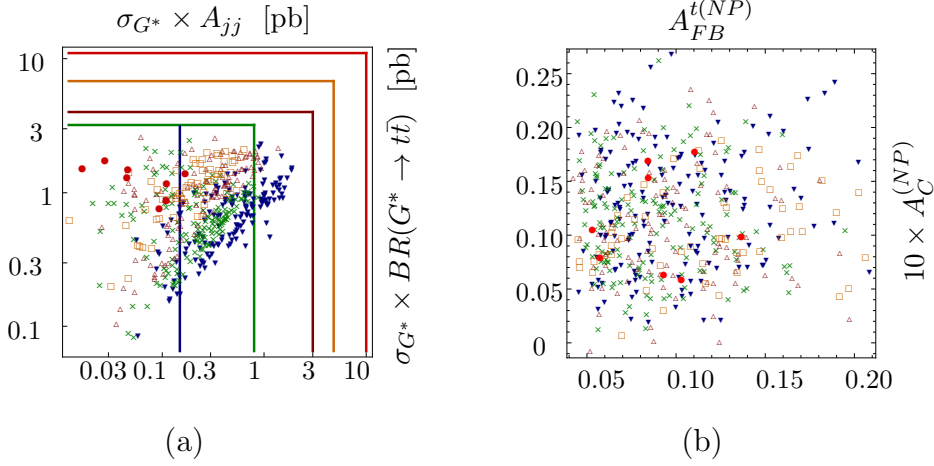 σ_{G*} × A_{jj} [pb]
10
3
1
0.3
0.1
0.03 0.1 0.3 1 3 10
σ_{G*} × BR(G* → tt̄) [pb]
(a)
A_{FB}^{t(NP)}
0.25
0.20
0.15
0.10
0.05
0
0.05 0.10 0.15 0.20
10 × A_C^{(NP)}
(b)